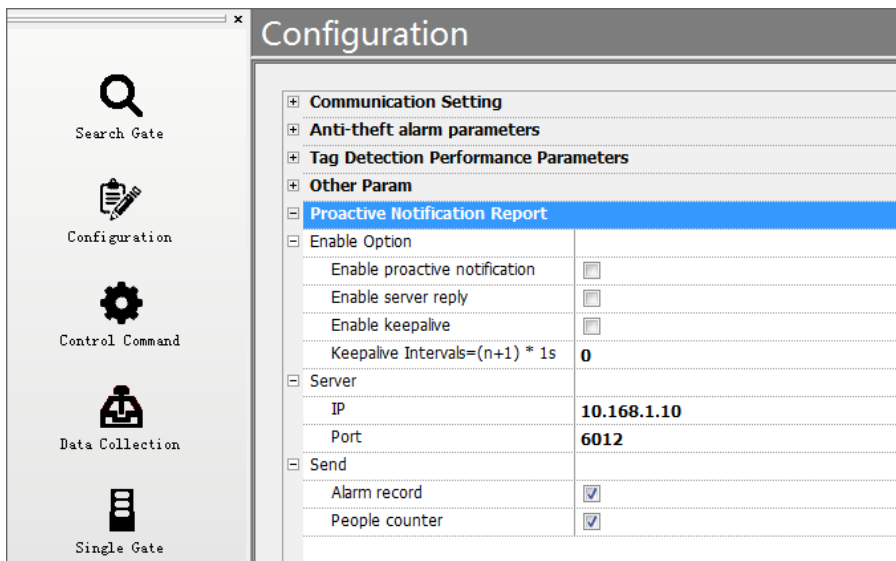 Configuration
Search Gate
Configuration
Control Command
Data Collection
Single Gate
Communication Setting
Anti-theft alarm parameters
Tag Detection Performance Parameters
Other Param
Proactive Notification Report
Enable Option
Enable proactive notification
Enable server reply
Enable keepalive
Keepalive Intervals=(n+1) * 1s 0
Server
IP 10.168.1.10
Port 6012
Send
Alarm record
People counter